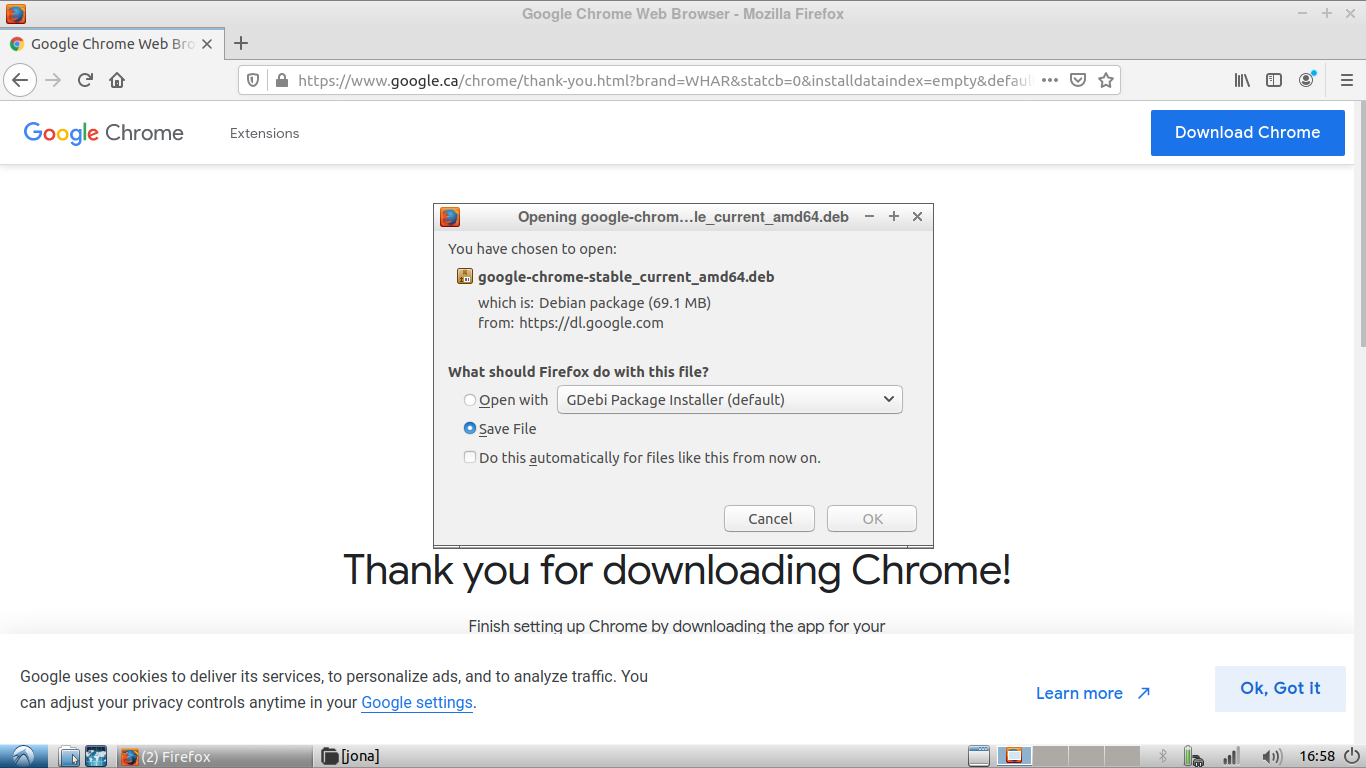 Google Chrome Web Browser - Mozilla Firefox
Google Chrome Web Bro
https://www.google.ca/chrome/thank-you.html?brand=WHAR&statcb=0&installdataindex=empty&defau
Google Chrome
Extensions
Download Chrome
Opening google-chrom…le_current_amd64.deb
You have chosen to open:
google-chrome-stable_current_amd64.deb
which is: Debian package (69.1 MB)
from: https://dl.google.com
What should Firefox do with this file?
Open with GDebi Package Installer (default)
Save File
Do this automatically for files like this from now on.
Cancel OK
Thank you for downloading Chrome!
Finish setting up Chrome by downloading the app for your
Google uses cookies to deliver its services, to personalize ads, and to analyze traffic. You
can adjust your privacy controls anytime in your Google settings.
Learn more
Ok, Got it
(2) Firefox
[jona]
16:58